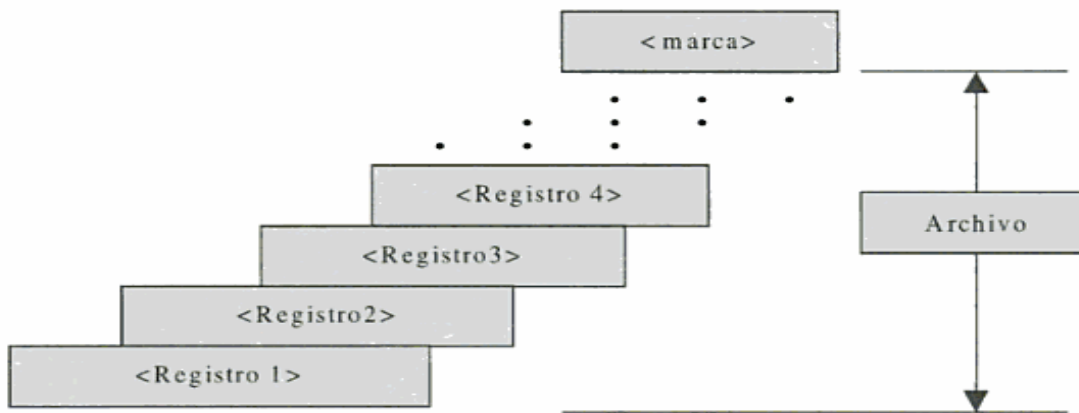 <marca>
<Registro 4>
Archivo
<Registro3>
<Registro2>
<Registro 1>